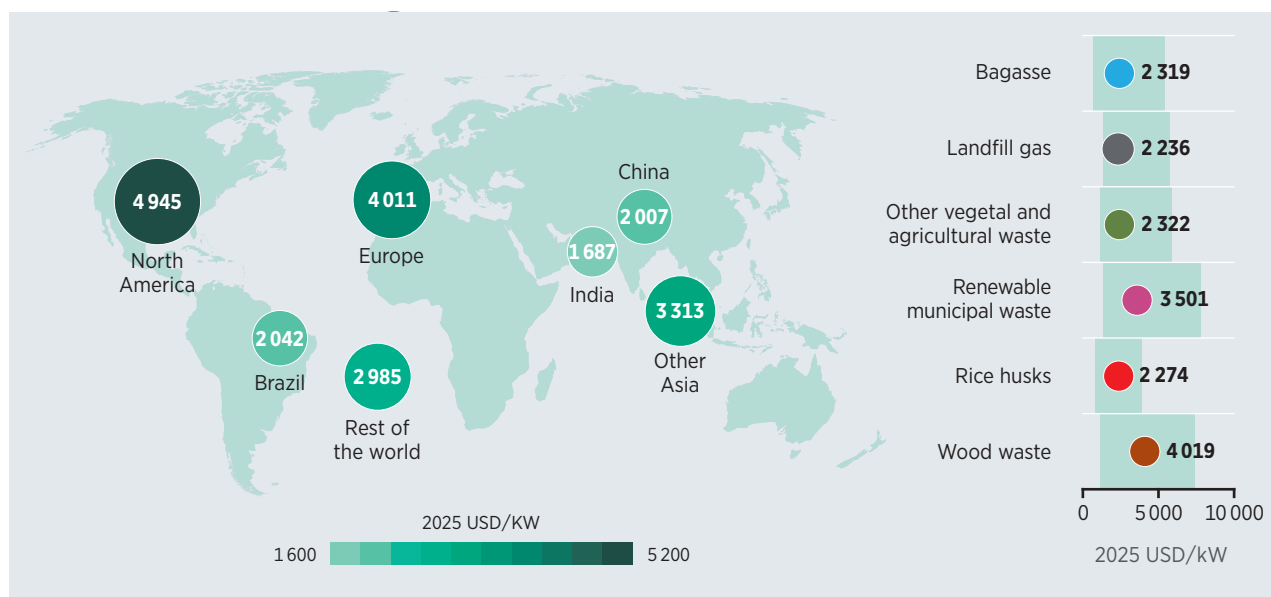 4 945
North
America
4 011
Europe
China
2 007
1 687
India
3 313
Other
Asia
2 042
Brazil
2 985
Rest of
the world
2025 USD/KW
1 600
5 200
Bagasse
2 319
Landfill gas
2 236
Other vegetal and
agricultural waste
2 322
Renewable
municipal waste
3 501
Rice husks
2 274
Wood waste
4 019
0
5 000
10 000
2025 USD/kW